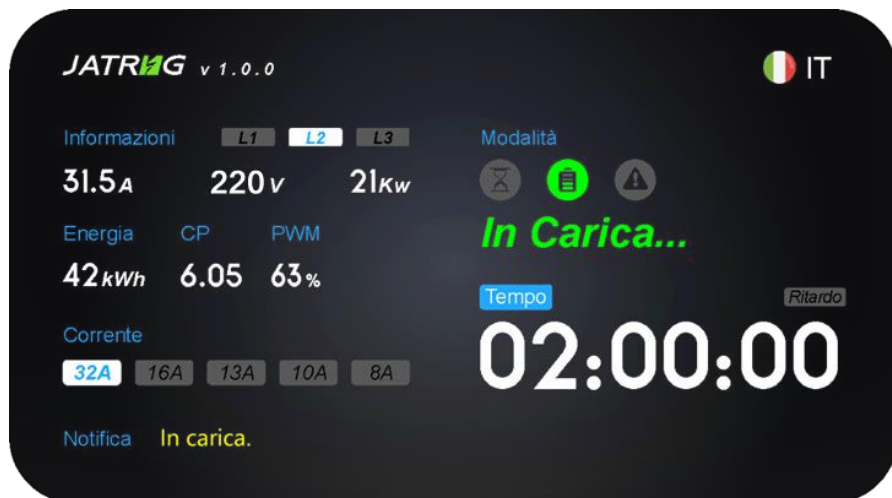 JATRNG v 1.0.0
IT
Informazioni L1 L2 L3
31.5A 220V 21Kw
Energia CP PWM
42kWh 6.05 63%
Corrente
32A 16A 13A 10A 8A
Notifica In carica.
Modalità
In Carica...
Tempo Ritardo
02:00:00